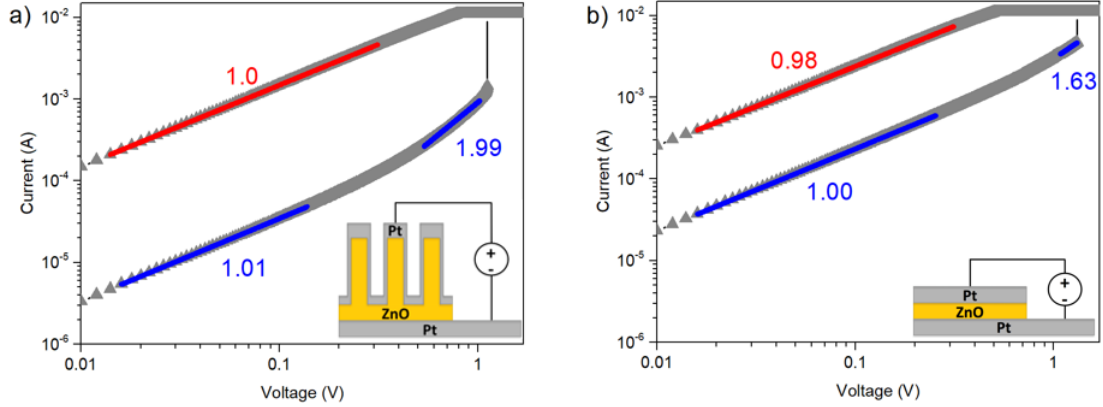 a)
10⁻²
10⁻³
10⁻⁴
10⁻⁵
10⁻⁶
Current (A)
1.0
1.99
1.01
Pt
ZnO
Pt
+
-
0.01
0.1
1
Voltage (V)
b)
10⁻²
10⁻³
10⁻⁴
10⁻⁵
10⁻⁶
Current (A)
0.98
1.63
1.00
Pt
ZnO
Pt
+
-
0.01
0.1
1
Voltage (V)